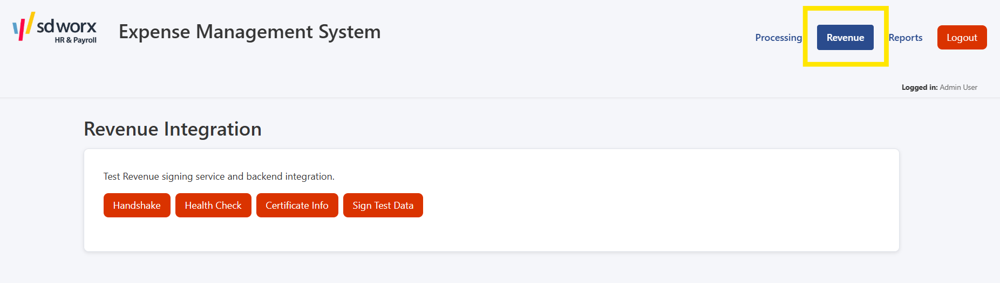 sd worx
HR & Payroll
Expense Management System
Processing
Revenue
Reports
Logout
Logged in: Admin User
Revenue Integration
Test Revenue signing service and backend integration.
Handshake
Health Check
Certificate Info
Sign Test Data